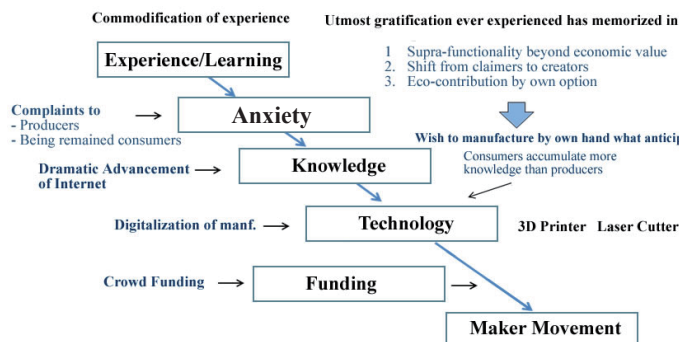 Commodification of experience
Utmost gratification ever experienced has memorized in
Experience/Learning
1 Supra-functionality beyond economic value
2. Shift from claimers to creators
3. Eco-contribution by own option
Complaints to
- Producers
- Being remained consumers
Anxiety
Wish to manufacture by own hand what anticip
Consumers accumulate more
knowledge than producers
Dramatic Advancement
of Internet
Knowledge
Digitalization of manf.
Technology
3D Printer Laser Cutter
Crowd Funding
Funding
Maker Movement